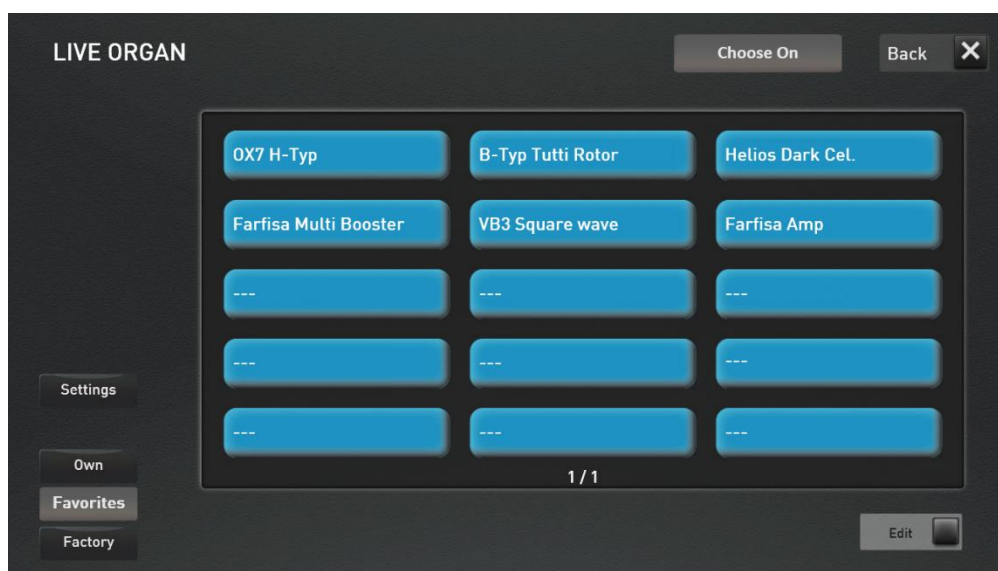 LIVE ORGAN
Choose On
Back
OX7 H-Typ
B-Typ Tutti Rotor
Helios Dark Cel.
Farfisa Multi Booster
VB3 Square wave
Farfisa Amp
---
---
---
---
---
---
---
---
---
1 / 1
Settings
Own
Favorites
Factory
Edit